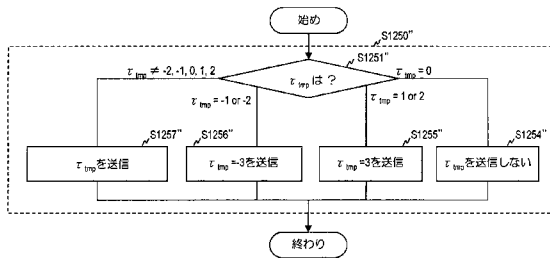 始め
S1250"
S1251"
τtmpは？
τtmp ≠ -2, -1, 0, 1, 2
τtmp = 0
τtmp = -1 or -2
τtmp = 1 or 2
S1257"
S1256"
S1255"
S1254"
τtmpを送信
τtmp=-3を送信
τtmp=3を送信
τtmpを送信しない
終わり